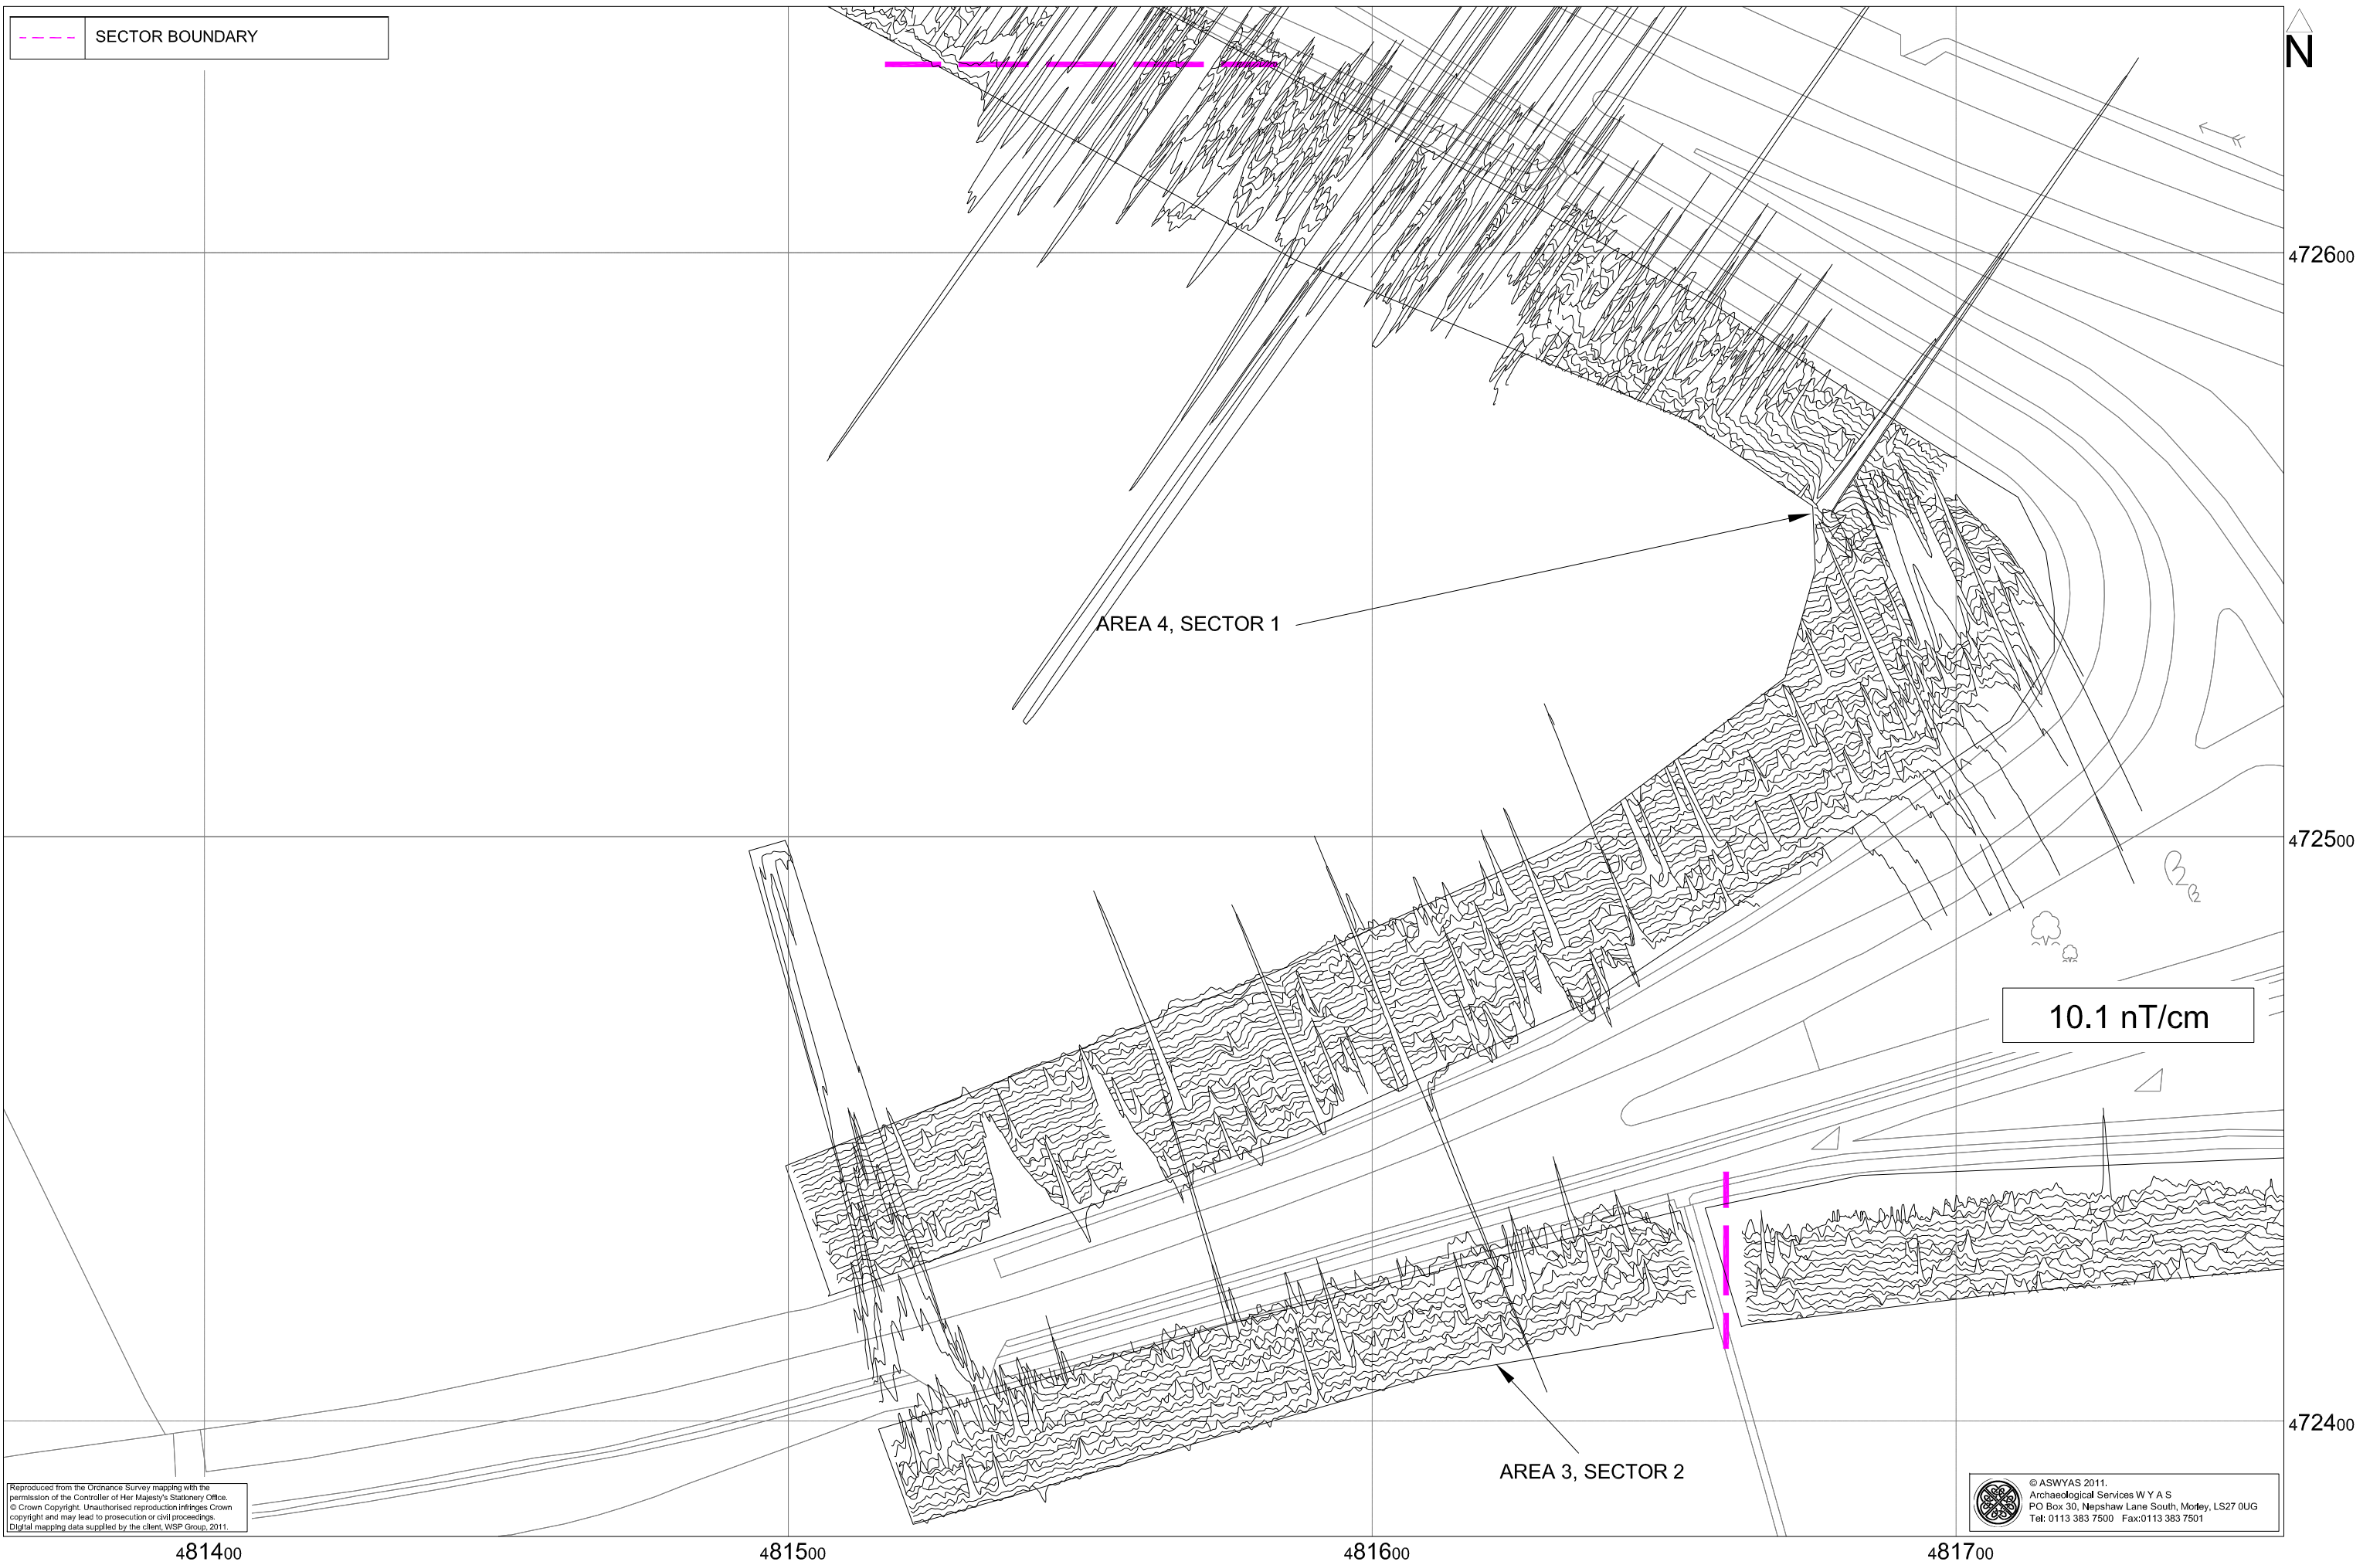 SECTOR BOUNDARY
N
472600
AREA 4, SECTOR 1
472500
10.1 nT/cm
472400
AREA 3, SECTOR 2
Reproduced from the Ordnance Survey mapping with the
permission of the Controller of Her Majesty's Stationery Office.
© Crown Copyright. Unauthorised reproduction infringes Crown
copyright and may lead to prosecution or civil proceedings.
Digital mapping data supplied by the client, WSP Group, 2011.
© ASWYAS 2011.
Archaeological Services W Y A S
PO Box 30, Nepshaw Lane South, Morley, LS27 0UG
Tel: 0113 383 7500 Fax:0113 383 7501
481400 481500 481600 481700